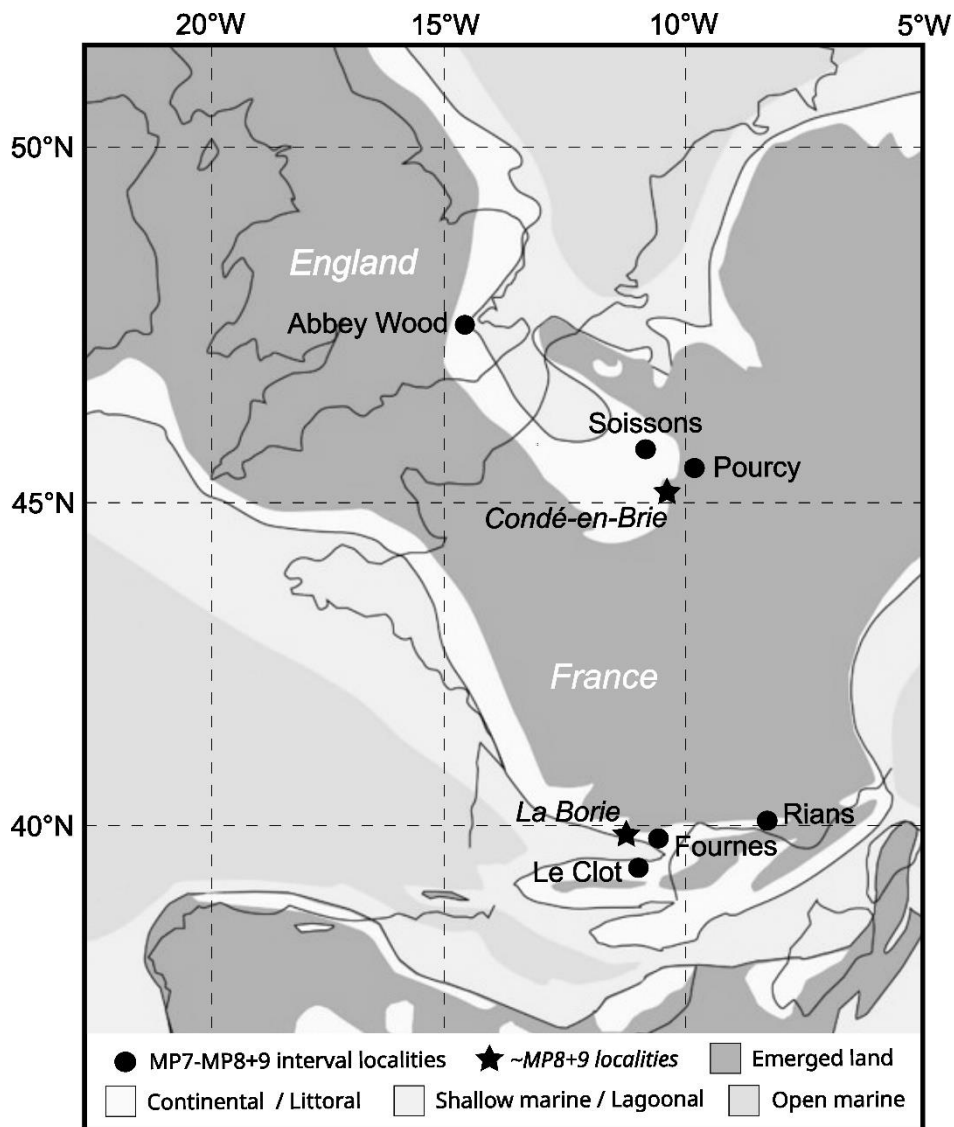 20°W 15°W 10°W 5°W
50°N
England
Abbey Wood
Soissons
Pourcy
45°N
Condé-en-Brie
France
La Borie
Rians
40°N
Fournes
Le Clot
MP7-MP8+9 interval localities ~MP8+9 localities Emerged land
Continental / Littoral Shallow marine / Lagoonal Open marine